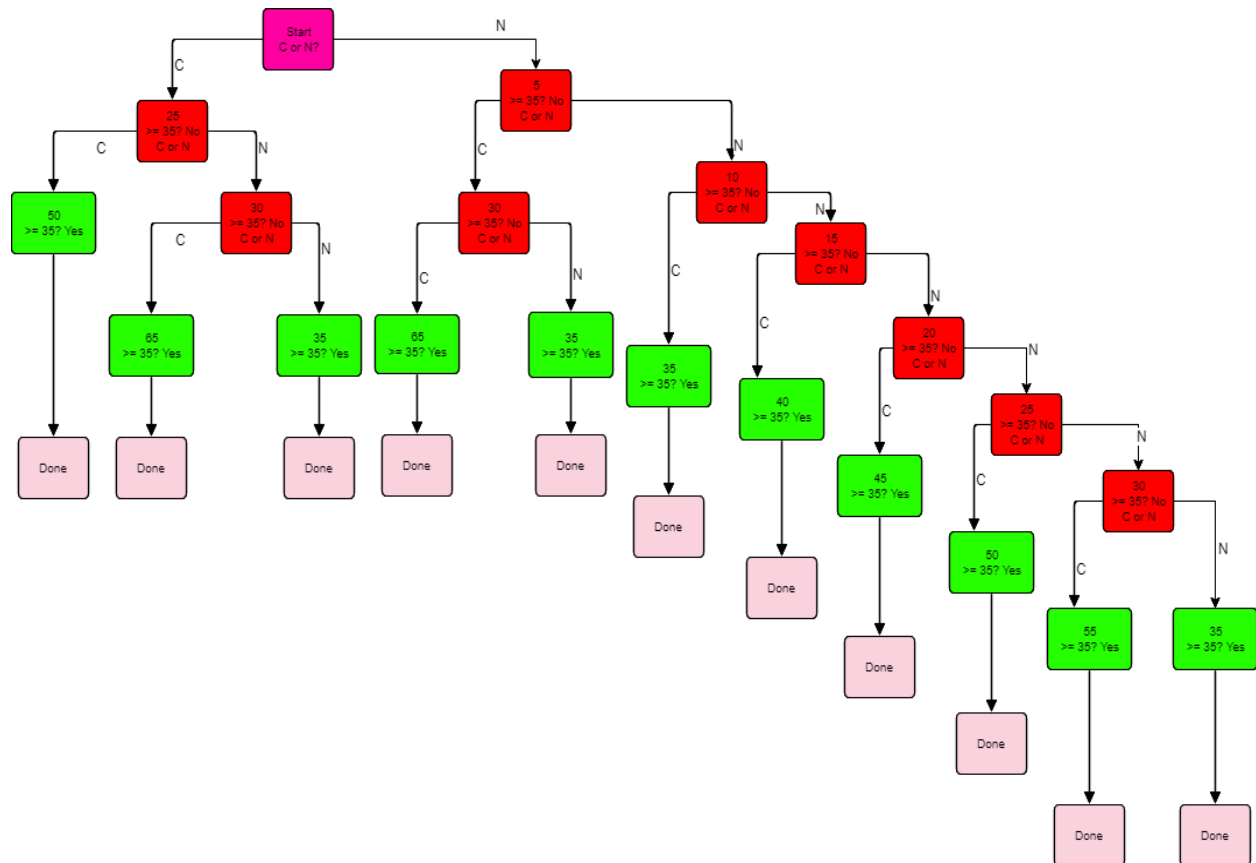 Start
C or N?
N
C
5
>= 35? No
C or N
25
>= 35? No
C or N
C
N
C
N
10
>= 35? No
C or N
50
>= 35? Yes
30
>= 35? No
C or N
30
>= 35? No
C or N
N
15
>= 35? No
C or N
C
N
C
N
C
N
65
>= 35? Yes
35
>= 35? Yes
65
>= 35? Yes
35
>= 35? Yes
C
20
>= 35? No
C or N
N
35
>= 35? Yes
40
>= 35? Yes
C
25
>= 35? No
C or N
N
Done
Done
Done
Done
Done
45
>= 35? Yes
C
30
>= 35? No
C or N
Done
N
50
>= 35? Yes
C
Done
55
>= 35? Yes
35
>= 35? Yes
Done
Done
Done
Done